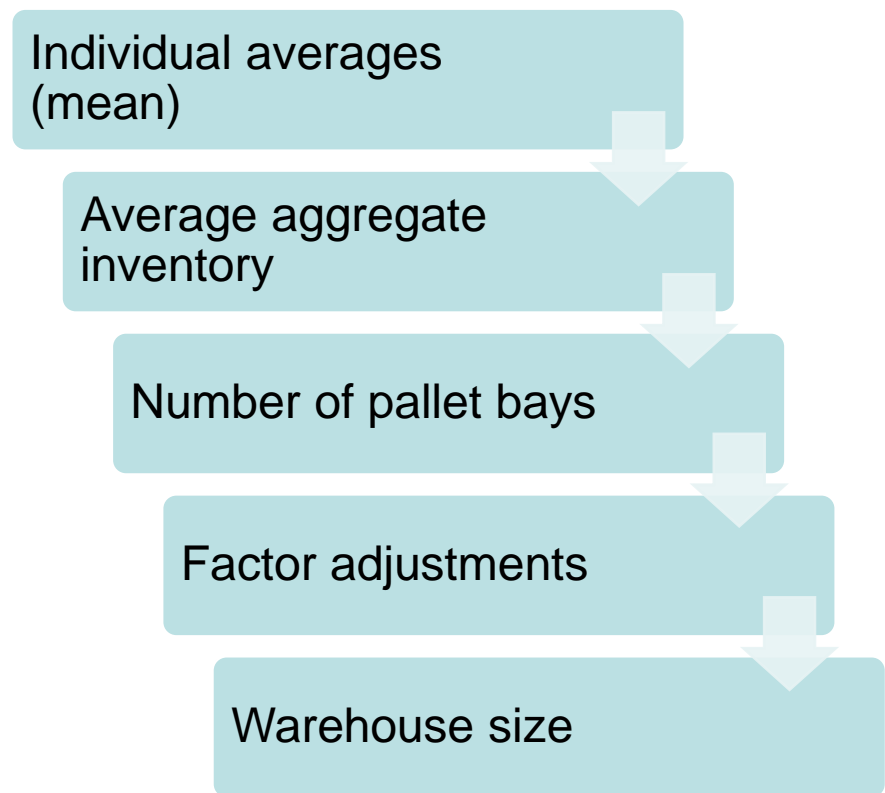 Individual averages
(mean)
Average aggregate
inventory
Number of pallet bays
Factor adjustments
Warehouse size